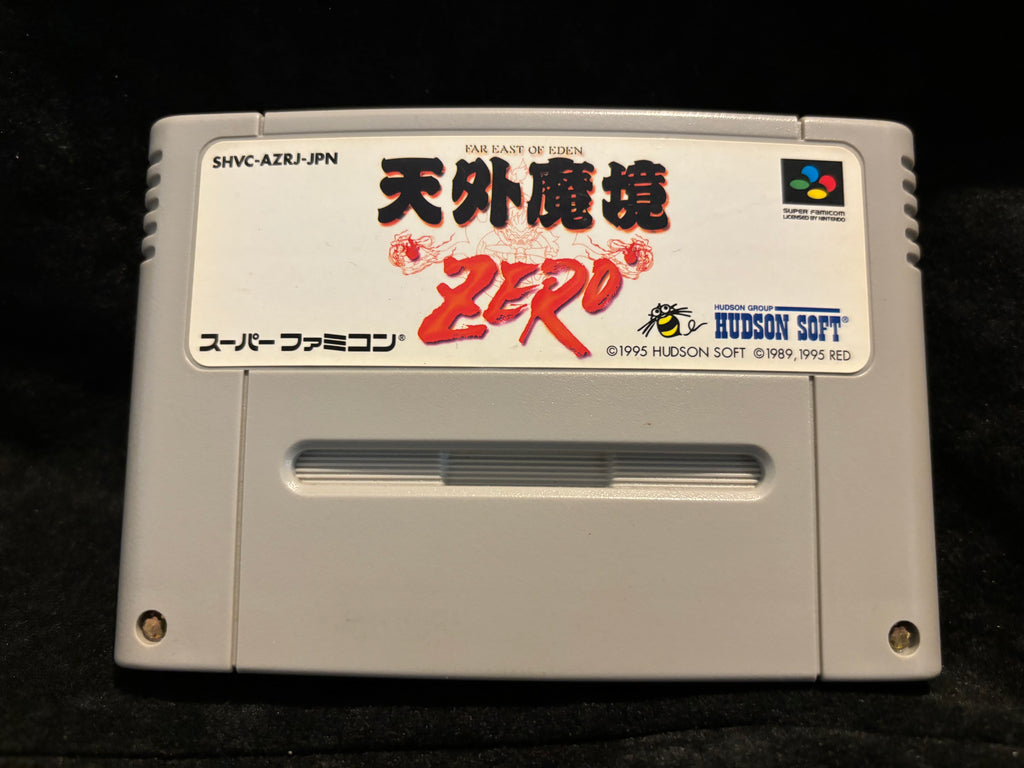 SHVC-AZRJ-JPN
FAR EAST OF EDEN
天外魔境
ZERO
SUPER FAMICOM
LICENSED BY NINTENDO
スーパーファミコン®
HUDSON GROUP
HUDSON SOFT®
©1995 HUDSON SOFT ©1989,1995 RED